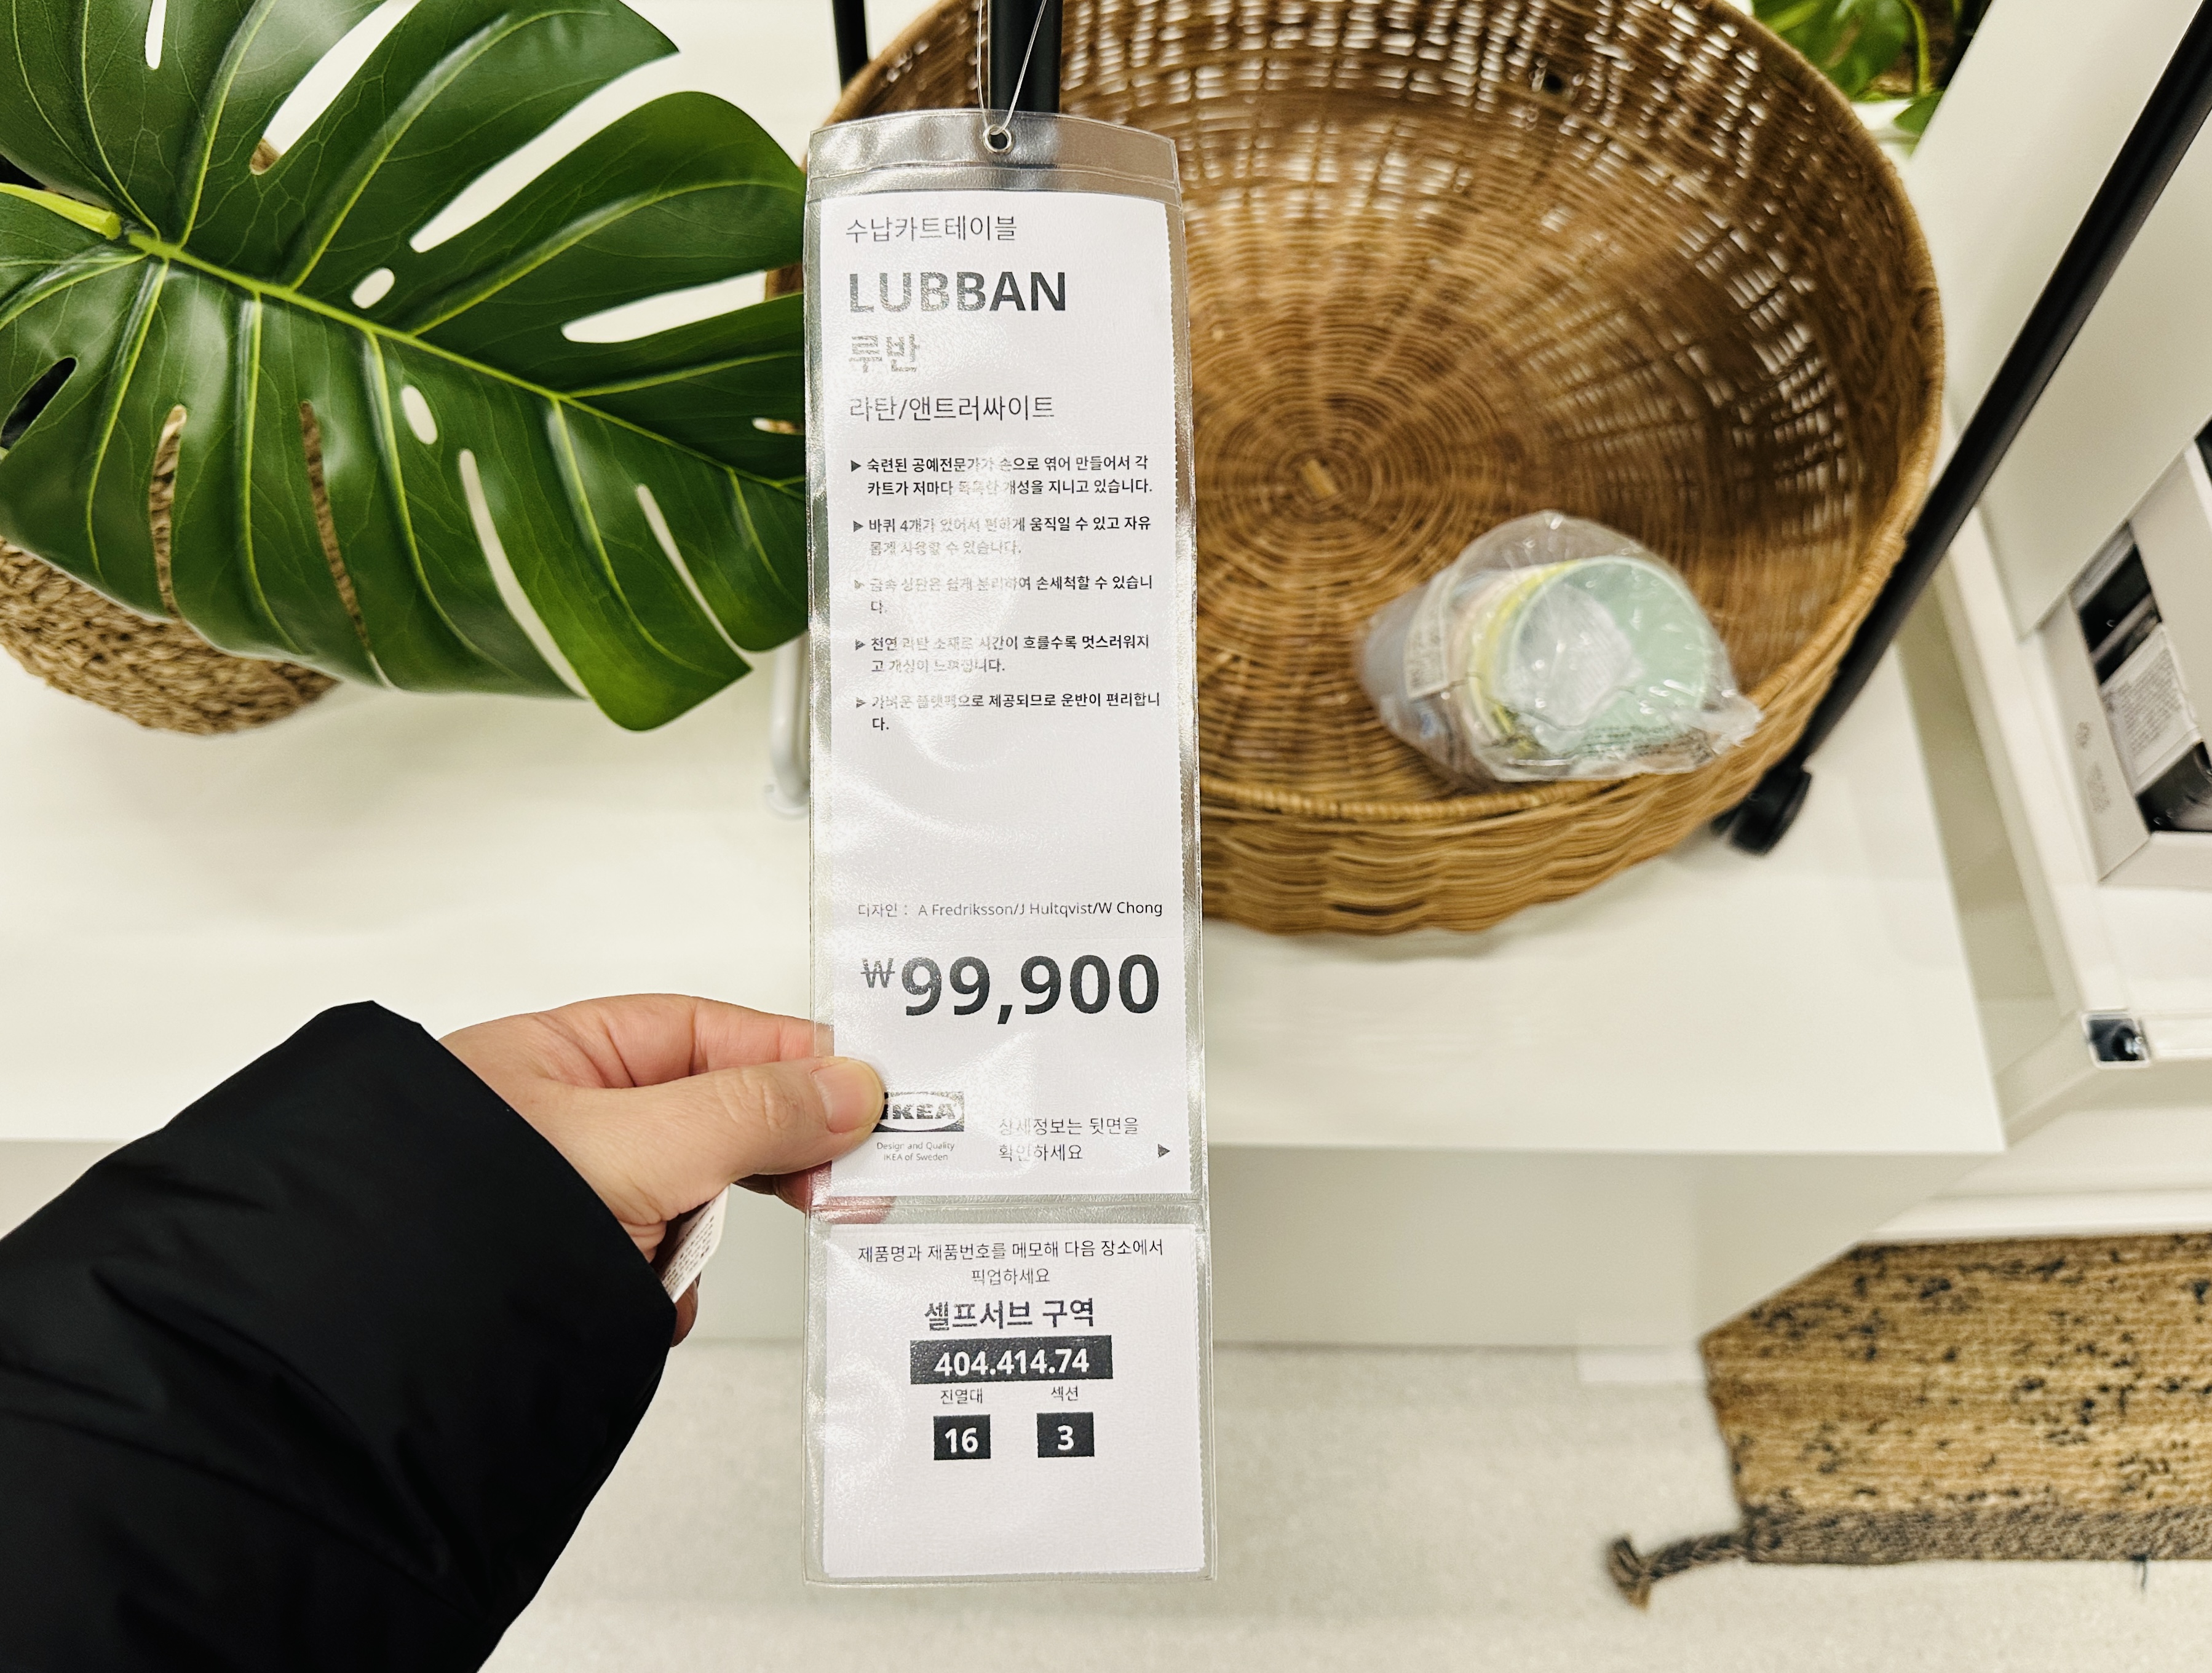 수납카트테이블
LUBBAN
루반
라탄/앤트러싸이트
▶ 숙련된 공예전문가가 손으로 엮어 만들어서 각
카트가 저마다 독특한 개성을 지니고 있습니다.
▶ 바퀴 4개가 있어서 편하게 움직일 수 있고 자유
롭게 사용할 수 있습니다.
▶ 금속 상판은 쉽게 분리하여 손세척할 수 있습니
다.
▶ 천연 라탄 소재로 시간이 흐를수록 멋스러워지
고 개성이 느껴집니다.
▶ 가벼운 플랫팩으로 제공되므로 운반이 편리합니
다.
디자인 : A Fredriksson/J Hultqvist/W Chong
₩99,900
IKEA
Design and Quality
IKEA of Sweden
상세정보는 뒷면을
확인하세요 ▶
제품명과 제품번호를 메모해 다음 장소에서
픽업하세요
셀프서브 구역
404.414.74
진열대 섹션
16 3